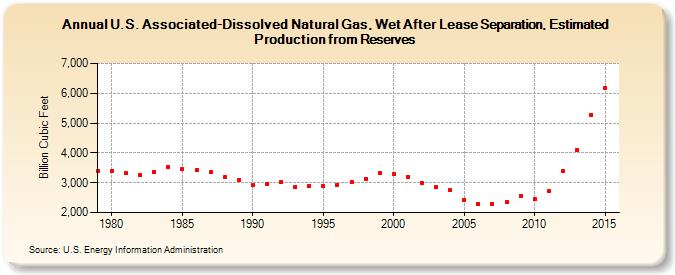 Annual U.S. Associated-Dissolved Natural Gas, Wet After Lease Separation, Estimated
Production from Reserves
Billion Cubic Feet
7,000
6,000
5,000
4,000
3,000
2,000
1980 1985 1990 1995 2000 2005 2010 2015
Source: U.S. Energy Information Administration